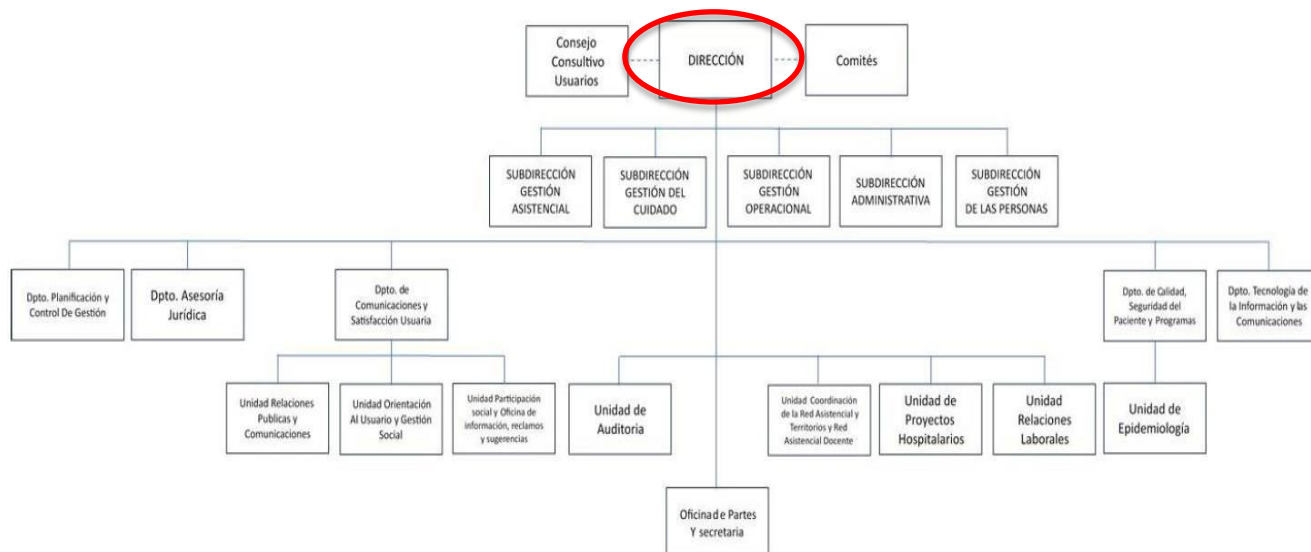 Consejo
Consultivo
Usuarios
DIRECCIÓN
Comités
SUBDIRECCIÓN
GESTIÓN
ASISTENCIAL
SUBDIRECCIÓN
GESTIÓN DEL
CUIDADO
SUBDIRECCIÓN
GESTIÓN
OPERACIONAL
SUBDIRECCIÓN
ADMINISTRATIVA
SUBDIRECCIÓN
GESTIÓN
DE LAS PERSONAS
Dpto. Planificación y
Control De Gestión
Dpto. Asesoría
Jurídica
Dpto. de
Comunicaciones y
Satisfacción Usuaria
Dpto. de Calidad,
Seguridad del
Paciente y Programas
Dpto. Tecnología de
la Información y las
Comunicaciones
Unidad Relaciones
Publicas y
Comunicaciones
Unidad Orientación
Al Usuario y Gestión
Social
Unidad Participación
social y Oficina de
información, reclamos
y sugerencias
Unidad de
Auditoria
Unidad Coordinación
de la Red Asistencial y
Territorios y Red
Asistencial Docente
Unidad de
Proyectos
Hospitalarios
Unidad
Relaciones
Laborales
Unidad de
Epidemiología
Oficina de Partes
Y secretaria